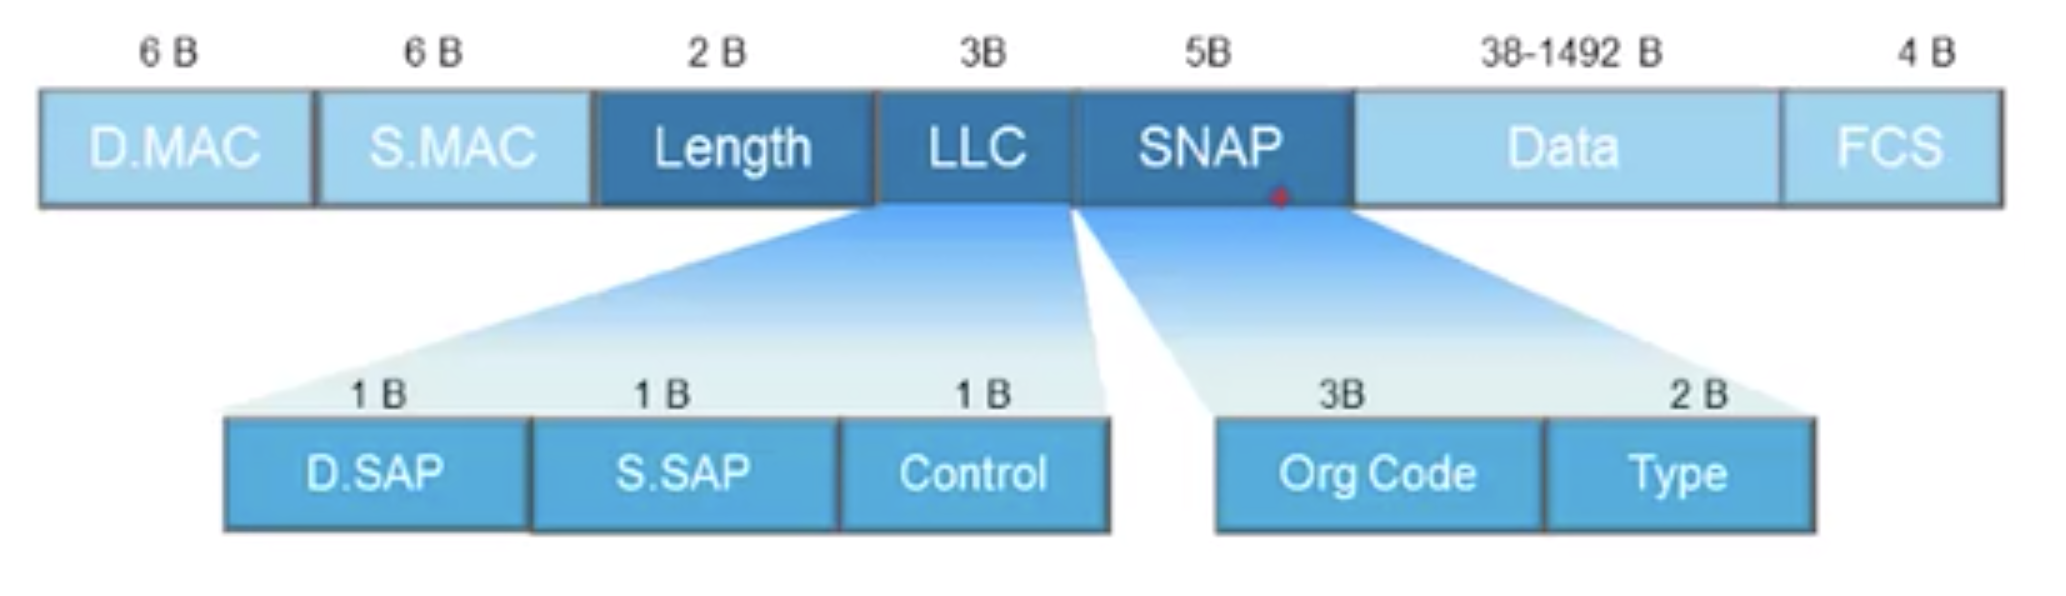 6 B 6 B 2 B 3B 5B 38-1492 B 4 B
D.MAC S.MAC Length LLC SNAP Data FCS
1 B 1 B 1 B 3B 2 B
D.SAP S.SAP Control Org Code Type